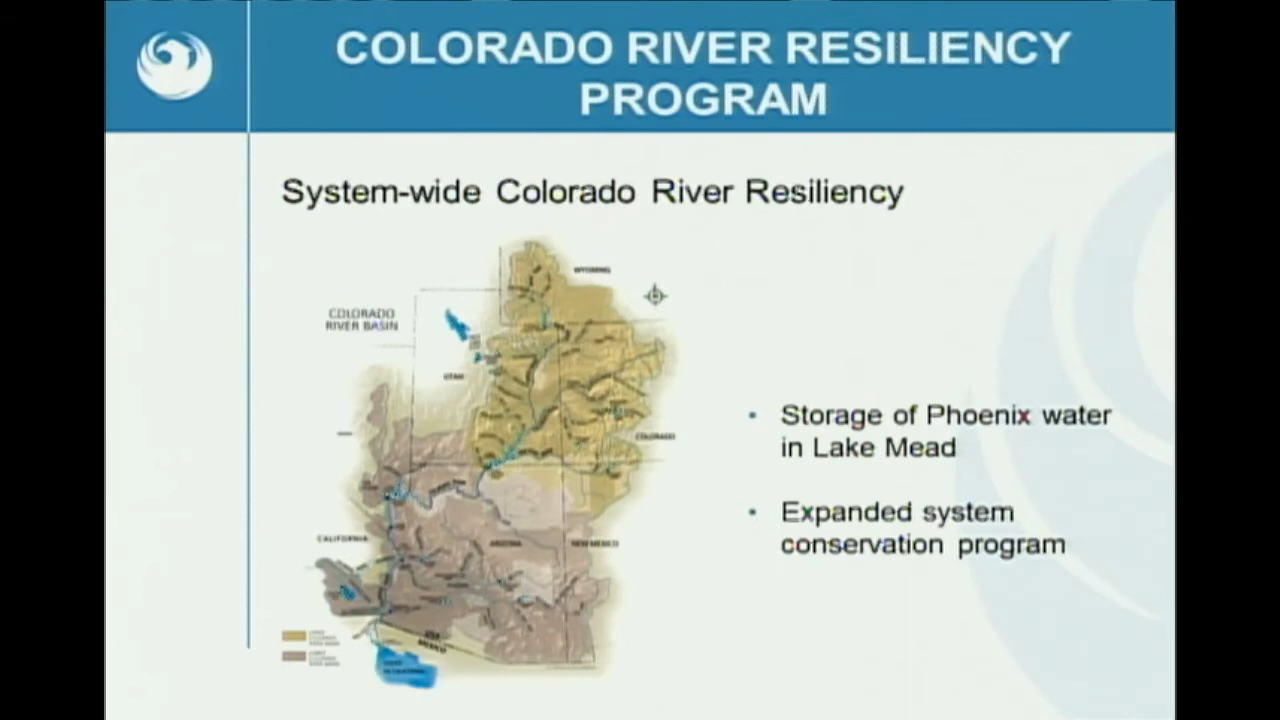 COLORADO RIVER RESILIENCY
PROGRAM
System-wide Colorado River Resiliency
WYOMING
COLORADO
RIVER BASIN
UTAH
COLORADO
CALIFORNIA
ARIZONA
NEW MEXICO
MEXICO
• Storage of Phoenix water
in Lake Mead
• Expanded system
conservation program